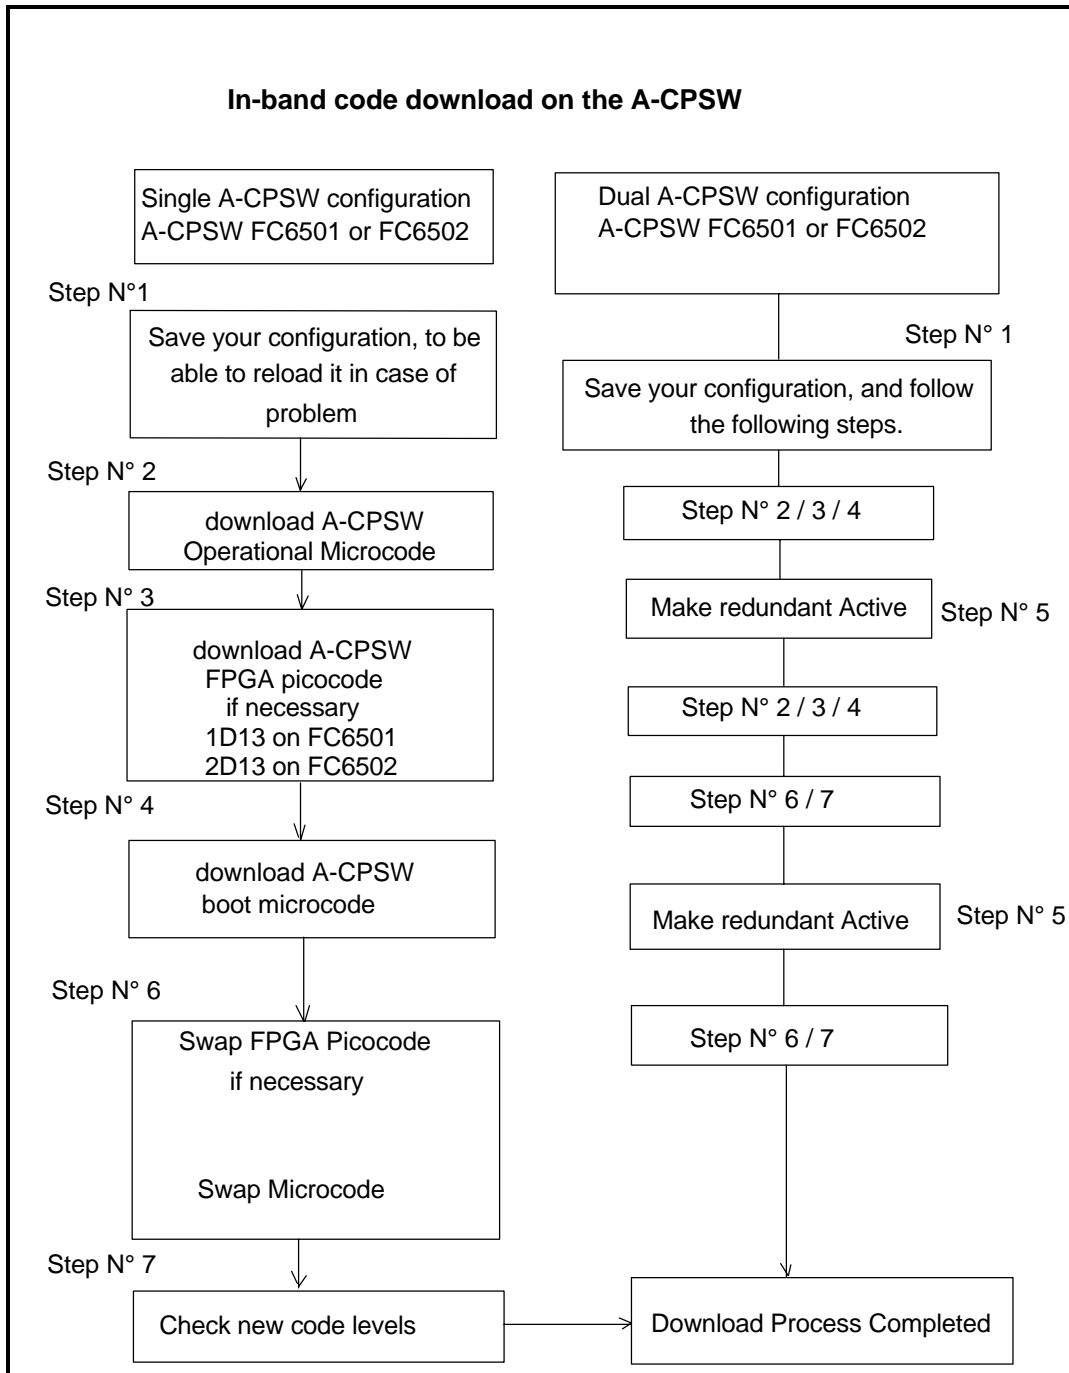 In-band code download on the A-CPSW
Single A-CPSW configuration
A-CPSW FC6501 or FC6502
Step N°1
Save your configuration, to be
able to reload it in case of
problem
Step N° 2
download A-CPSW
Operational Microcode
Step N° 3
download A-CPSW
FPGA picocode
if necessary
1D13 on FC6501
2D13 on FC6502
Step N° 4
download A-CPSW
boot microcode
Step N° 6
Swap FPGA Picocode
if necessary
Swap Microcode
Step N° 7
Check new code levels
Dual A-CPSW configuration
A-CPSW FC6501 or FC6502
Step N° 1
Save your configuration, and follow
the following steps.
Step N° 2 / 3 / 4
Make redundant Active
Step N° 5
Step N° 2 / 3 / 4
Step N° 6 / 7
Make redundant Active
Step N° 5
Step N° 6 / 7
Download Process Completed